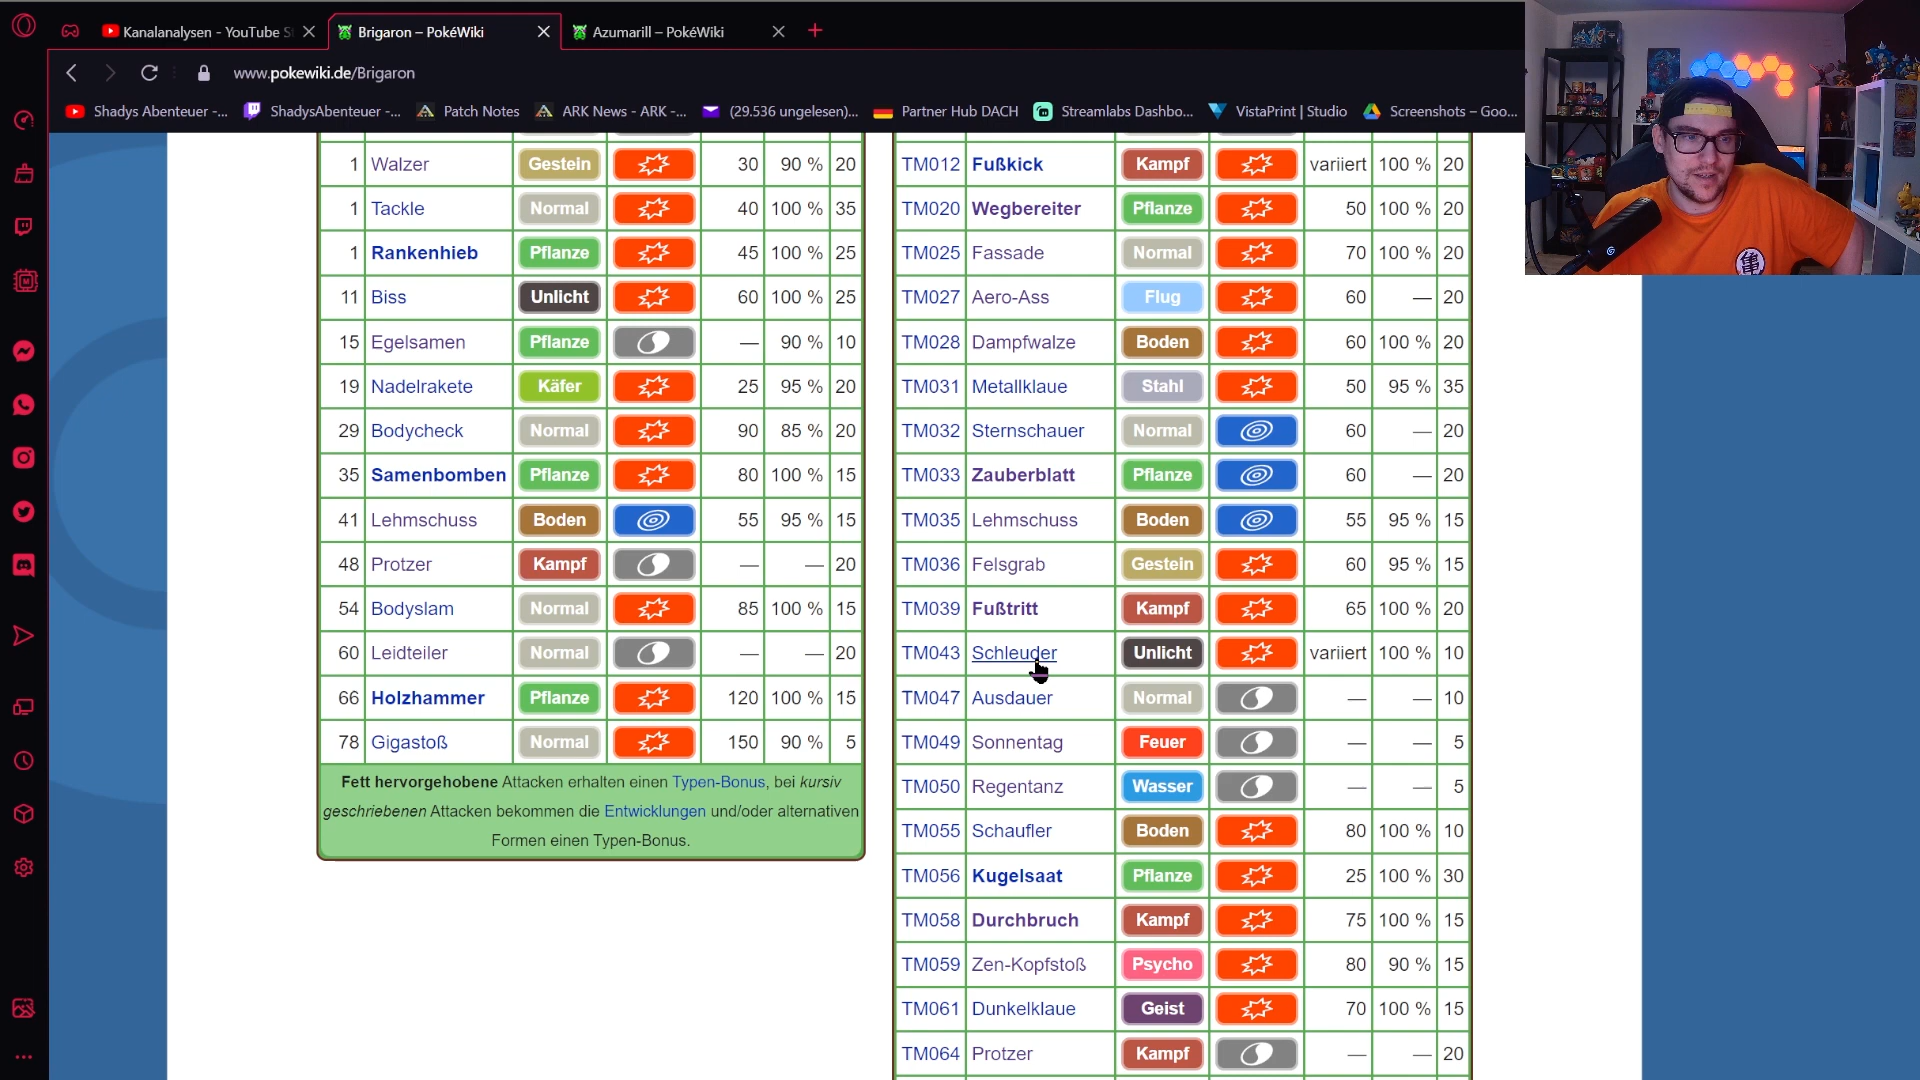 Kanalanalysen - YouTube S
Brigaron – PokéWiki
Azumarill – PokéWiki
www.pokewiki.de/Brigaron
Shadys Abenteuer -...
ShadysAbenteuer -...
Patch Notes
ARK News - ARK -...
(29.536 ungelesen)...
Partner Hub DACH
Streamlabs Dashbo...
VistaPrint | Studio
Screenshots – Goo...
1 Walzer Gestein 30 90 % 20
1 Tackle Normal 40 100 % 35
1 Rankenhieb Pflanze 45 100 % 25
11 Biss Unlicht 60 100 % 25
15 Egelsamen Pflanze — 90 % 10
19 Nadelrakete Käfer 25 95 % 20
29 Bodycheck Normal 90 85 % 20
35 Samenbomben Pflanze 80 100 % 15
41 Lehmschuss Boden 55 95 % 15
48 Protzer Kampf — — 20
54 Bodyslam Normal 85 100 % 15
60 Leidteiler Normal — — 20
66 Holzhammer Pflanze 120 100 % 15
78 Gigastoß Normal 150 90 % 5
Fett hervorgehobene Attacken erhalten einen Typen-Bonus, bei kursiv
geschriebenen Attacken bekommen die Entwicklungen und/oder alternativen
Formen einen Typen-Bonus.
TM012 Fußkick Kampf variiert 100 % 20
TM020 Wegbereiter Pflanze 50 100 % 20
TM025 Fassade Normal 70 100 % 20
TM027 Aero-Ass Flug 60 — 20
TM028 Dampfwalze Boden 60 100 % 20
TM031 Metallklaue Stahl 50 95 % 35
TM032 Sternschauer Normal 60 — 20
TM033 Zauberblatt Pflanze 60 — 20
TM035 Lehmschuss Boden 55 95 % 15
TM036 Felsgrab Gestein 60 95 % 15
TM039 Fußtritt Kampf 65 100 % 20
TM043 Schleuder Unlicht variiert 100 % 10
TM047 Ausdauer Normal — — 10
TM049 Sonnentag Feuer — — 5
TM050 Regentanz Wasser — — 5
TM055 Schaufler Boden 80 100 % 10
TM056 Kugelsaat Pflanze 25 100 % 30
TM058 Durchbruch Kampf 75 100 % 15
TM059 Zen-Kopfstoß Psycho 80 90 % 15
TM061 Dunkelklaue Geist 70 100 % 15
TM064 Protzer Kampf — — 20